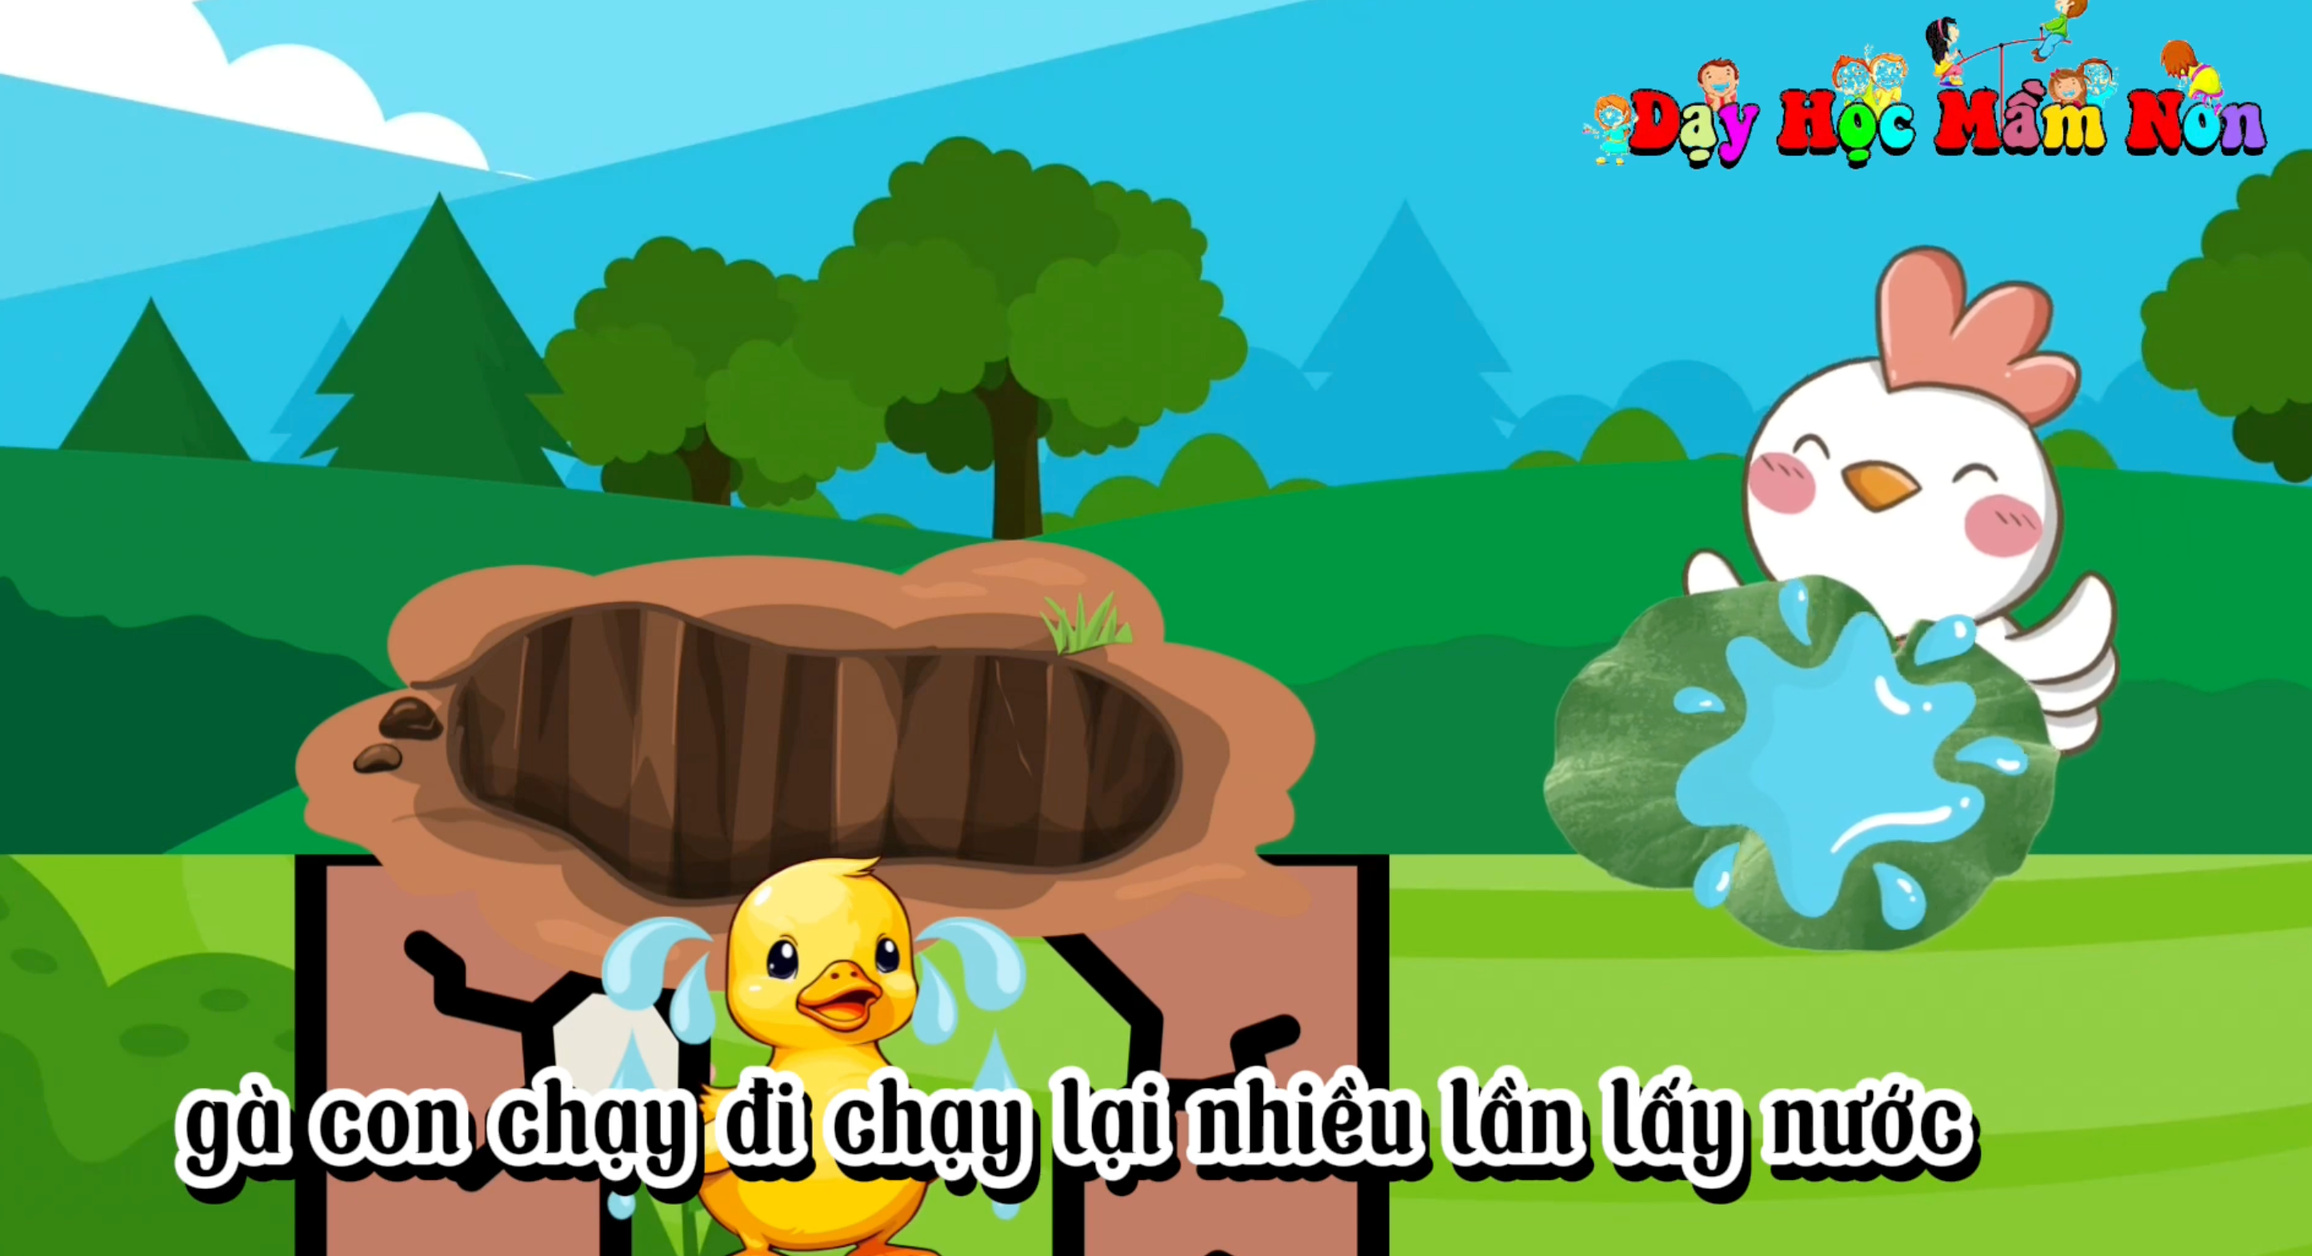 Dạy Học Mầm Non
gà con chạy đi chạy lại nhiều lần lấy nước